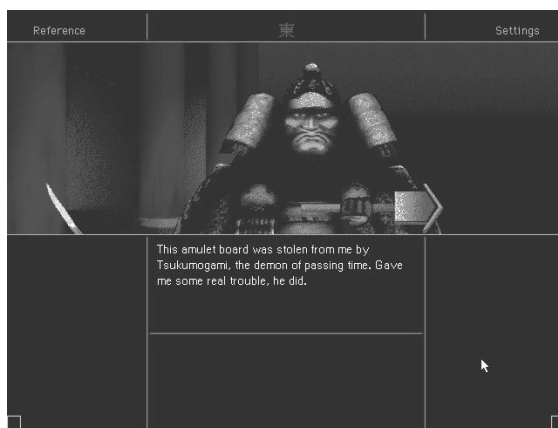 Reference
東
Settings
This amulet board was stolen from me by
Tsukumogami, the demon of passing time. Gave
me some real trouble, he did.